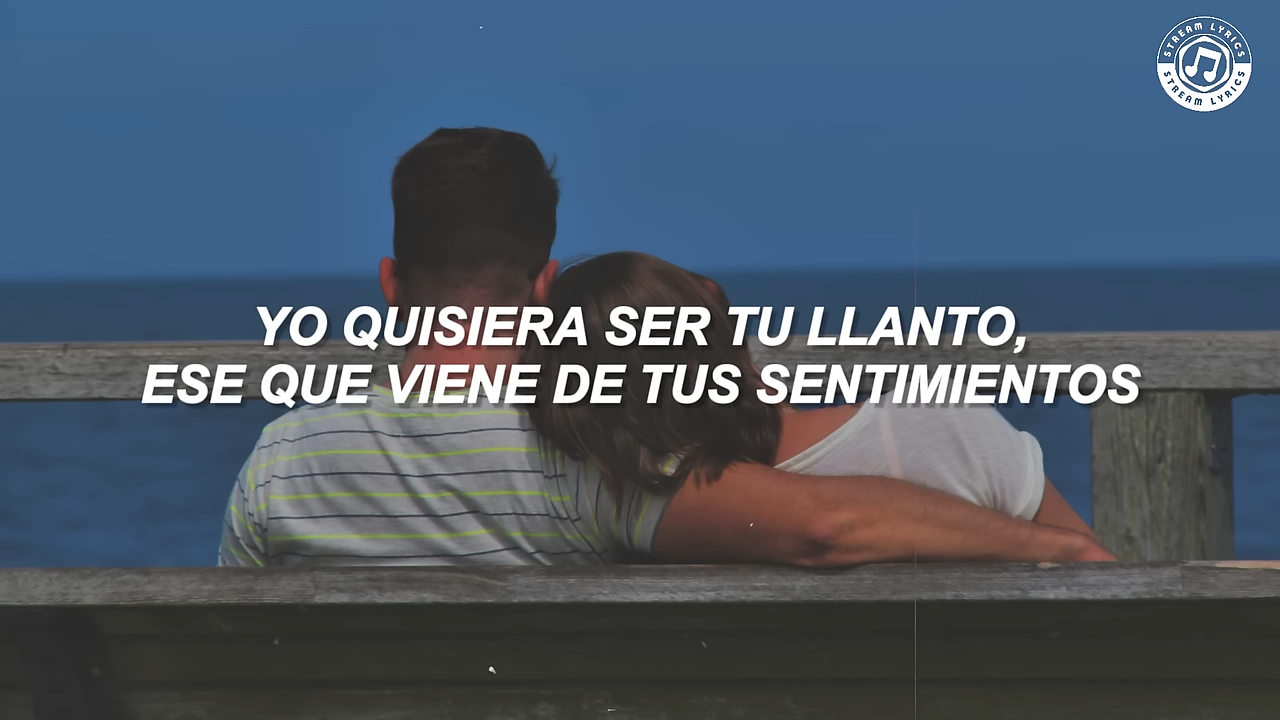 STREAM LYRICS
STREAM LYRICS
YO QUISIERA SER TU LLANTO,
ESE QUE VIENE DE TUS SENTIMIENTOS